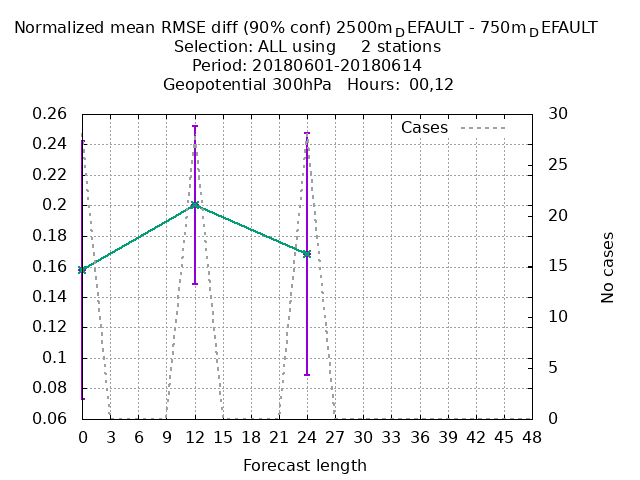 Normalized mean RMSE diff (90% conf) 2500m_DEFAULT - 750m_DEFAULT
Selection: ALL using     2 stations
Period: 20180601-20180614
Geopotential 300hPa   Hours: 00,12
Cases
0.26
0.24
0.22
0.2
0.18
0.16
0.14
0.12
0.1
0.08
0.06
30
25
20
15
10
5
0
No cases
0 3 6 9 12 15 18 21 24 27 30 33 36 39 42 45 48
Forecast length